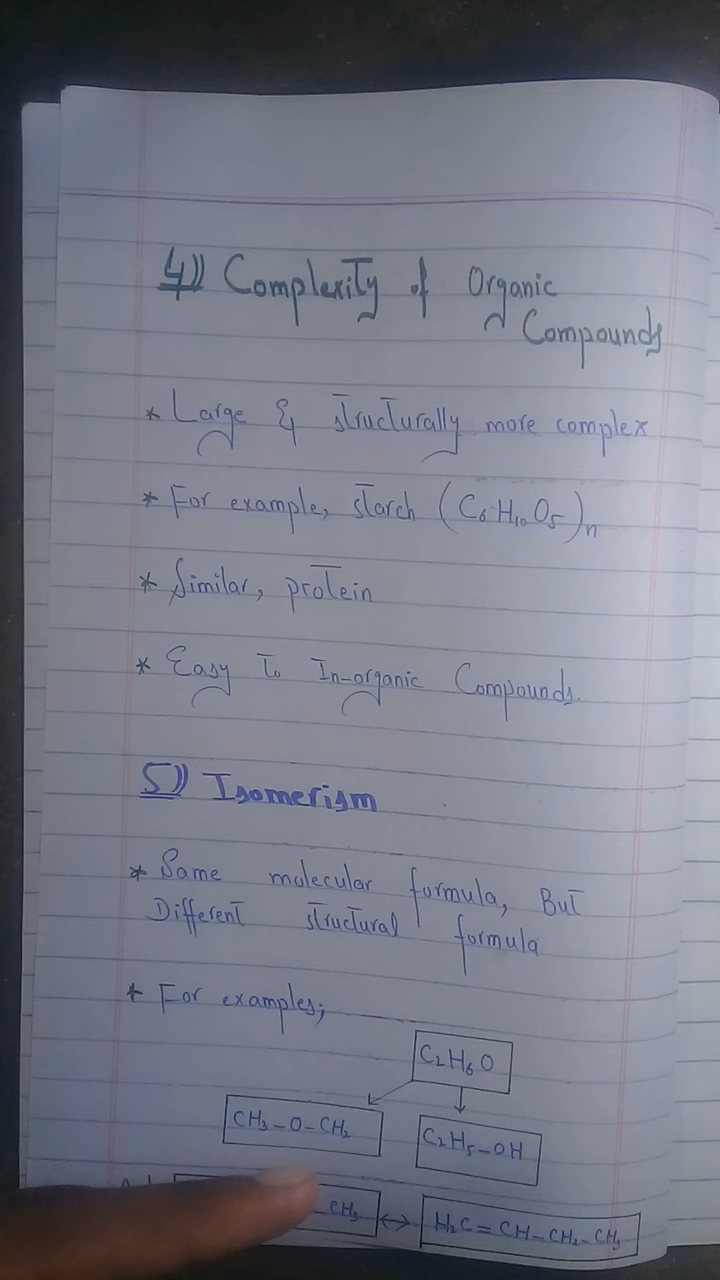 4)) Complexity of Organic
Compounds
* Large & structurally more complex
* For example, starch (C₆H₁₀O₅)n
* Similar, protein
* Easy to In-organic Compounds.
5)) Isomerism
* Same molecular formula, But
Different structural formula
* For examples;
C₂H₆O
CH₃-O-CH₂
C₂H₅-OH
CH₃ ↔ H₂C=CH-CH₂-CH₃